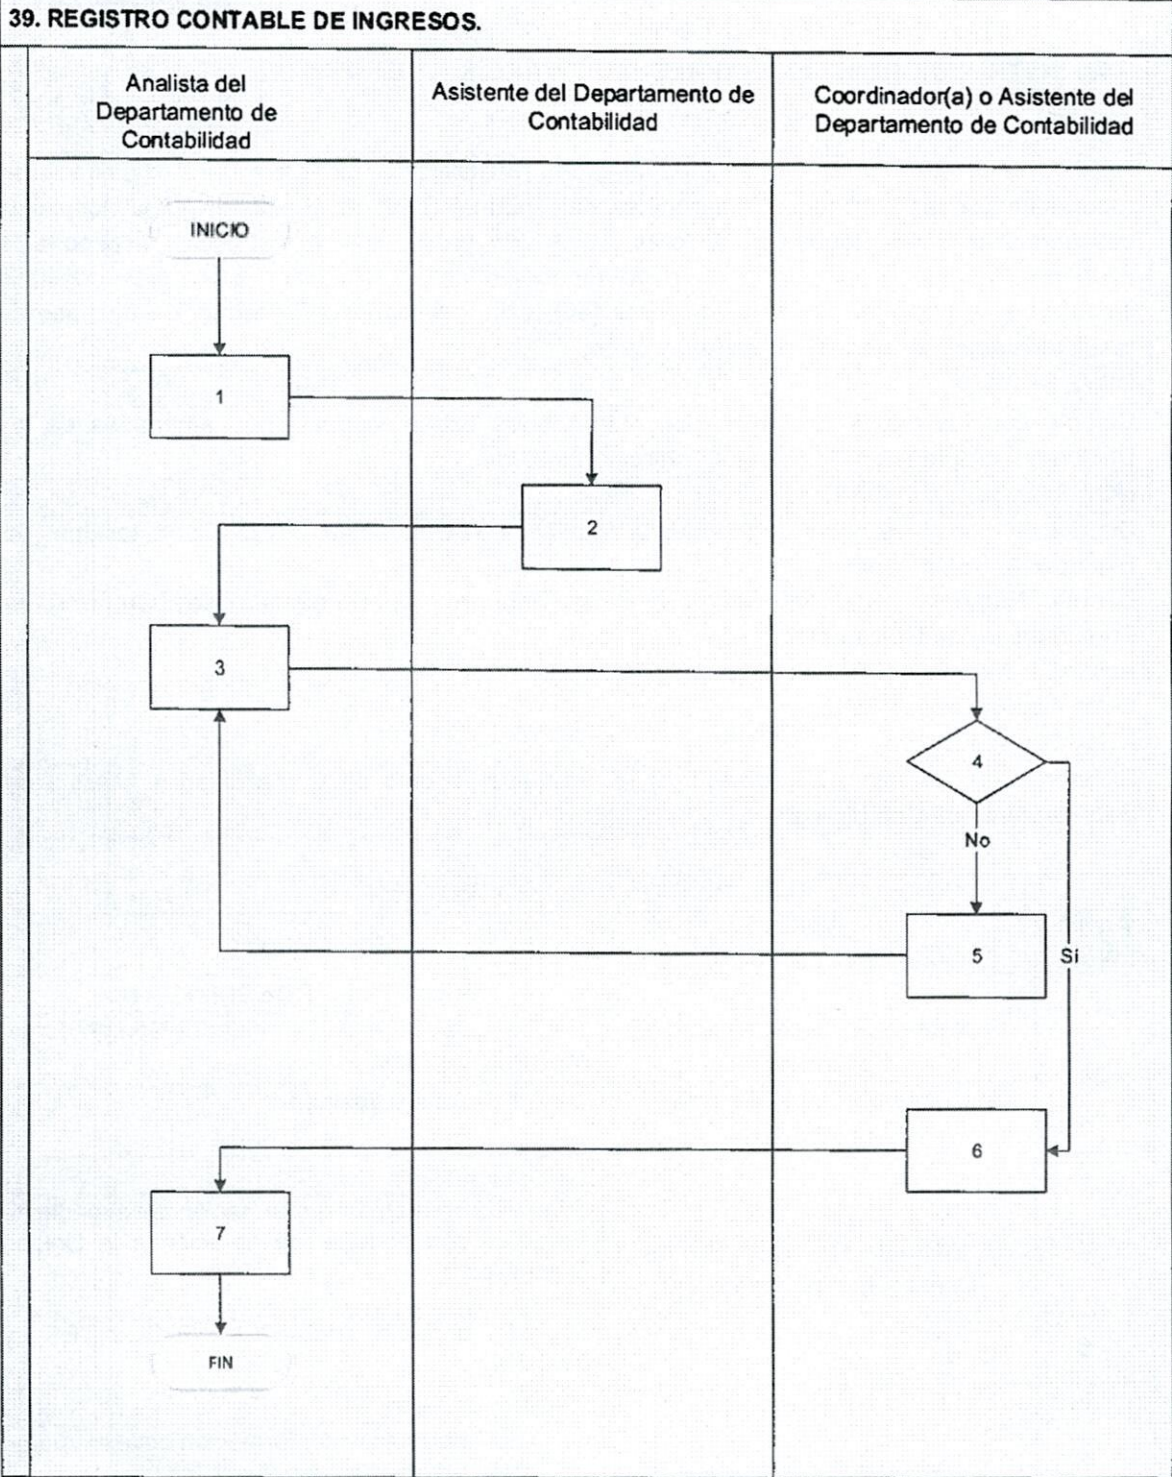 39. REGISTRO CONTABLE DE INGRESOS.
Analista del
Departamento de
Contabilidad
Asistente del Departamento de
Contabilidad
Coordinador(a) o Asistente del
Departamento de Contabilidad
INICIO
1
2
3
4
No
5
Sí
6
7
FIN